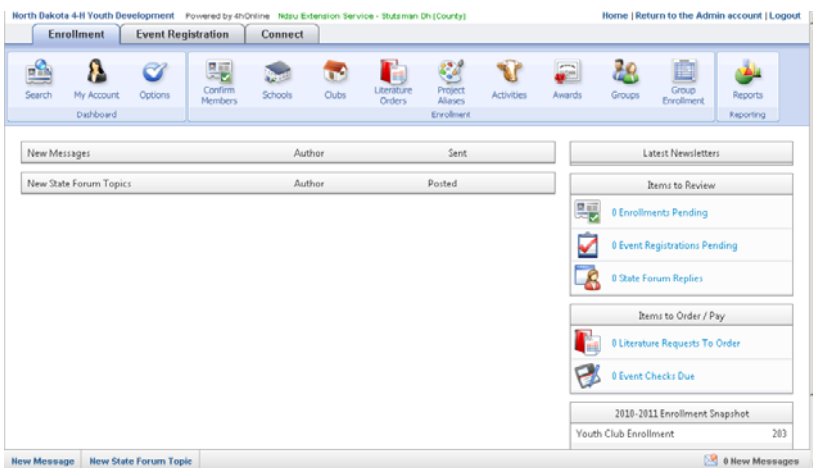 North Dakota 4-H Youth Development Powered by 4hOnline Ndsu Extension Service - Stutsman Dh (County) Home | Return to the Admin account | Logout
Enrollment Event Registration Connect
Search My Account Options Confirm Members Schools Clubs Literature Orders Project Aliases Activities Awards Groups Group Enrollment Reports
Dashboard Enrollment Reporting
New Messages Author Sent
New State Forum Topics Author Posted
Latest Newsletters
Items to Review
0 Enrollments Pending
0 Event Registrations Pending
0 State Forum Replies
Items to Order / Pay
0 Literature Requests To Order
0 Event Checks Due
2010-2011 Enrollment Snapshot
Youth Club Enrollment 203
New Message New State Forum Topic 0 New Messages